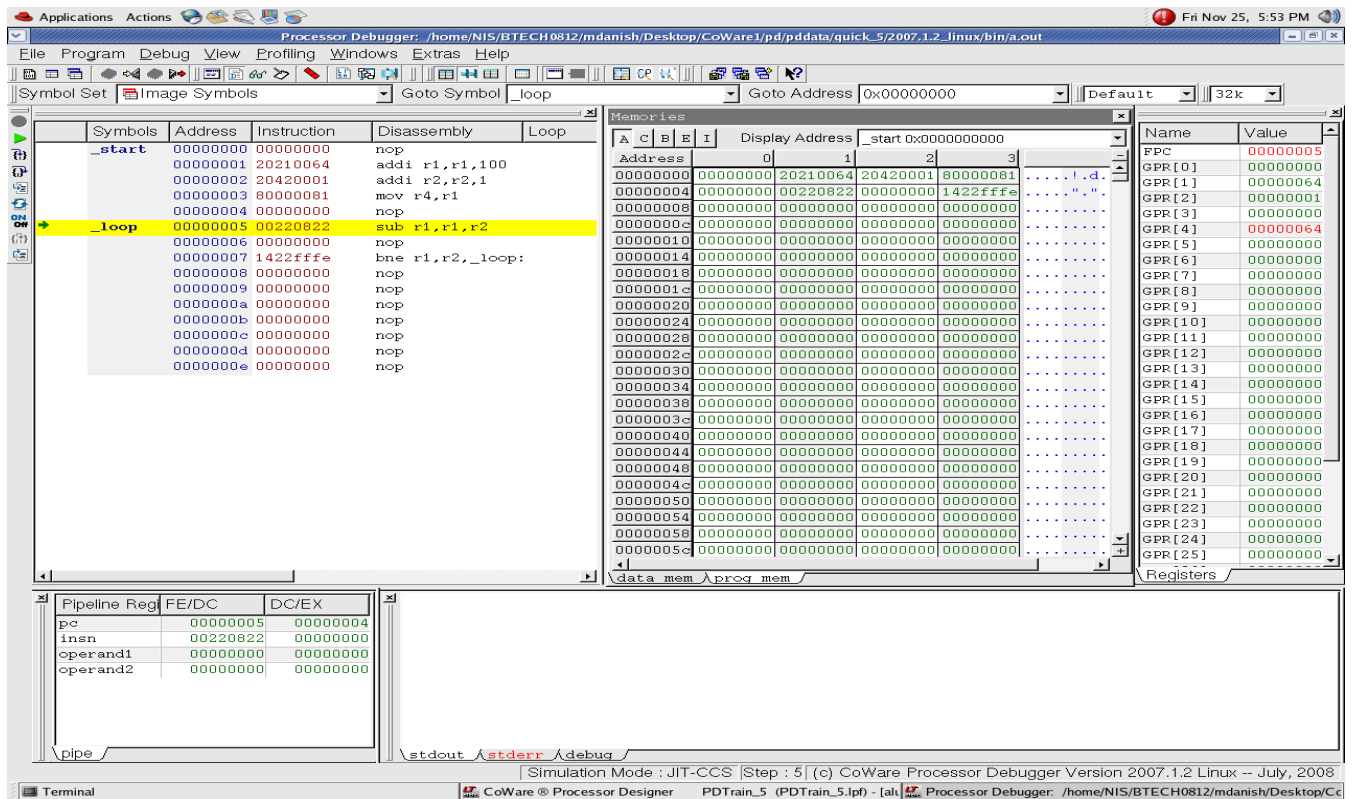 Applications Actions Fri Nov 25, 5:53 PM
Processor Debugger: /home/NIS/BTECH0812/mdanish/Desktop/CoWare1/pd/pddata/quick_5/2007.1.2_linux/bin/a.out
File Program Debug View Profiling Windows Extras Help
Symbol Set Image Symbols Goto Symbol _loop Goto Address 0x00000000 Default 32k
Symbols Address Instruction Disassembly Loop
_start 00000000 00000000 nop
00000001 20210064 addi r1,r1,100
00000002 20420001 addi r2,r2,1
00000003 80000081 mov r4,r1
00000004 00000000 nop
_loop 00000005 00220822 sub r1,r1,r2
00000006 00000000 nop
00000007 1422fffe bne r1,r2,_loop:
00000008 00000000 nop
00000009 00000000 nop
0000000a 00000000 nop
0000000b 00000000 nop
0000000c 00000000 nop
0000000d 00000000 nop
0000000e 00000000 nop
ON
Off
Memories
A C B E I Display Address _start 0x0000000000
Address 0 1 2 3
00000000 00000000 20210064 20420001 80000081 .....!.d.
00000004 00000000 00220822 00000000 1422fffe .....".".
00000008 00000000 00000000 00000000 00000000 .........
0000000c 00000000 00000000 00000000 00000000 .........
00000010 00000000 00000000 00000000 00000000 .........
00000014 00000000 00000000 00000000 00000000 .........
00000018 00000000 00000000 00000000 00000000 .........
0000001c 00000000 00000000 00000000 00000000 .........
00000020 00000000 00000000 00000000 00000000 .........
00000024 00000000 00000000 00000000 00000000 .........
00000028 00000000 00000000 00000000 00000000 .........
0000002c 00000000 00000000 00000000 00000000 .........
00000030 00000000 00000000 00000000 00000000 .........
00000034 00000000 00000000 00000000 00000000 .........
00000038 00000000 00000000 00000000 00000000 .........
0000003c 00000000 00000000 00000000 00000000 .........
00000040 00000000 00000000 00000000 00000000 .........
00000044 00000000 00000000 00000000 00000000 .........
00000048 00000000 00000000 00000000 00000000 .........
0000004c 00000000 00000000 00000000 00000000 .........
00000050 00000000 00000000 00000000 00000000 .........
00000054 00000000 00000000 00000000 00000000 .........
00000058 00000000 00000000 00000000 00000000 .........
0000005c 00000000 00000000 00000000 00000000 .........
data mem prog mem
Name Value
FPC 00000005
GPR[0] 00000000
GPR[1] 00000064
GPR[2] 00000001
GPR[3] 00000000
GPR[4] 00000064
GPR[5] 00000000
GPR[6] 00000000
GPR[7] 00000000
GPR[8] 00000000
GPR[9] 00000000
GPR[10] 00000000
GPR[11] 00000000
GPR[12] 00000000
GPR[13] 00000000
GPR[14] 00000000
GPR[15] 00000000
GPR[16] 00000000
GPR[17] 00000000
GPR[18] 00000000
GPR[19] 00000000
GPR[20] 00000000
GPR[21] 00000000
GPR[22] 00000000
GPR[23] 00000000
GPR[24] 00000000
GPR[25] 00000000
Registers
Pipeline Regi FE/DC DC/EX
pc 00000005 00000004
insn 00220822 00000000
operand1 00000000 00000000
operand2 00000000 00000000
pipe
stdout stderr debug
Simulation Mode : JIT-CCS Step : 5 (c) CoWare Processor Debugger Version 2007.1.2 Linux -- July, 2008
Terminal CoWare ® Processor Designer PDTrain_5 (PDTrain_5.lpf) - [alu Processor Debugger: /home/NIS/BTECH0812/mdanish/Desktop/Cc